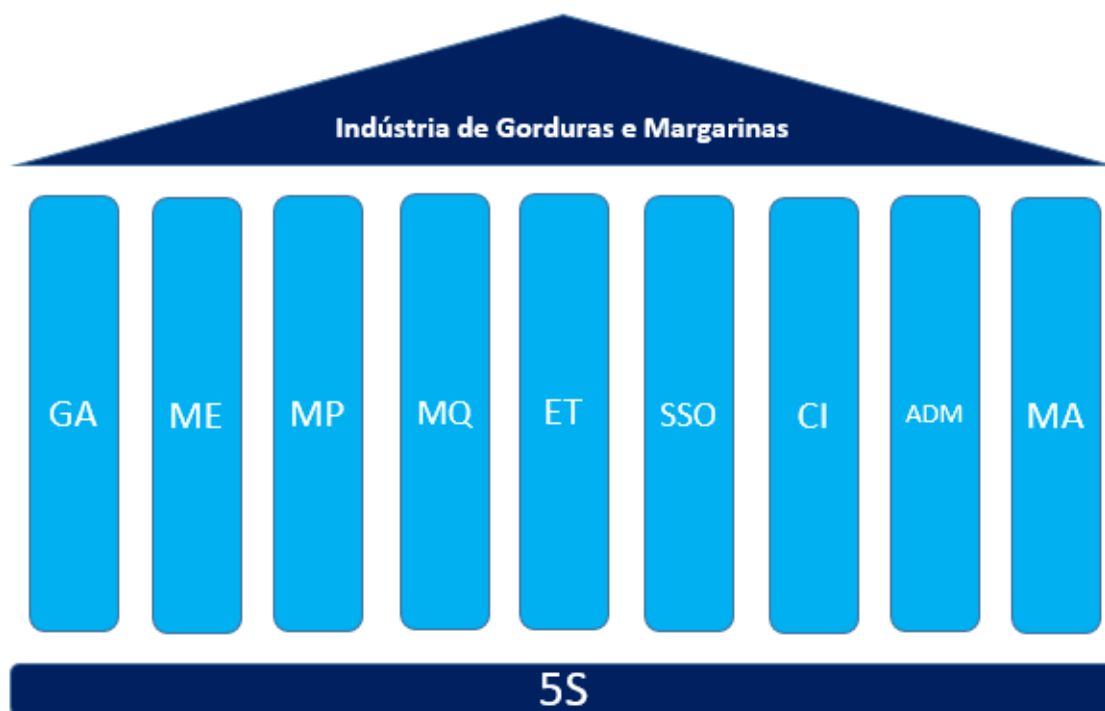 Indústria de Gorduras e Margarinas
GA
ME
MP
MQ
ET
SSO
CI
ADM
MA
5S